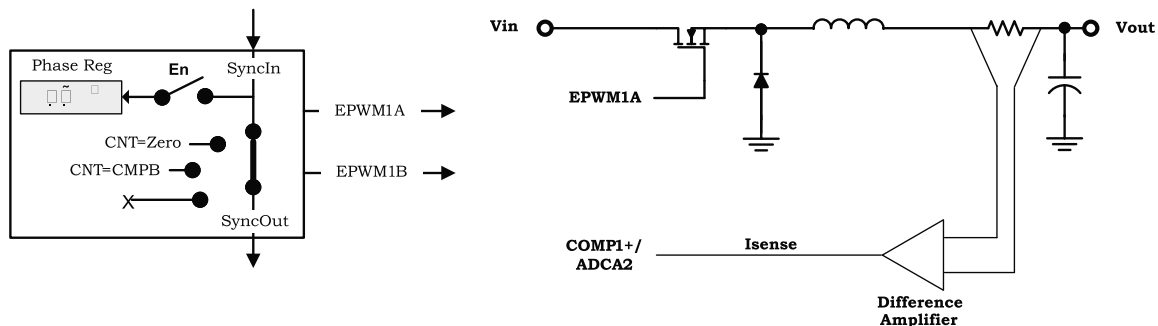 Phase Reg
En
SyncIn
CNT=Zero
CNT=CMPB
X
SyncOut
EPWM1A
EPWM1B
Vin
Vout
EPWM1A
COMP1+/
ADCA2
Isense
Difference
Amplifier